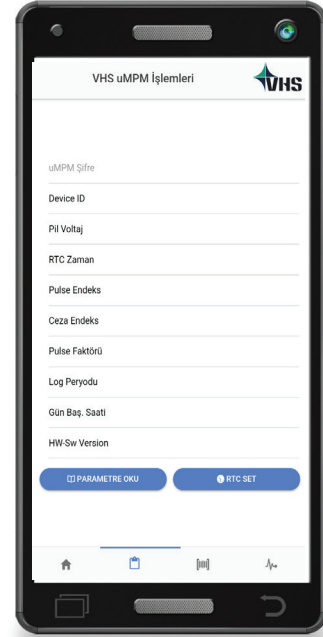 VHS uMPM İşlemleri
VHS
uMPM Şifre
Device ID
Pil Voltaj
RTC Zaman
Pulse Endeks
Ceza Endeks
Pulse Faktörü
Log Peryodu
Gün Baş. Saati
HW-Sw Version
PARAMETRE OKU
RTC SET